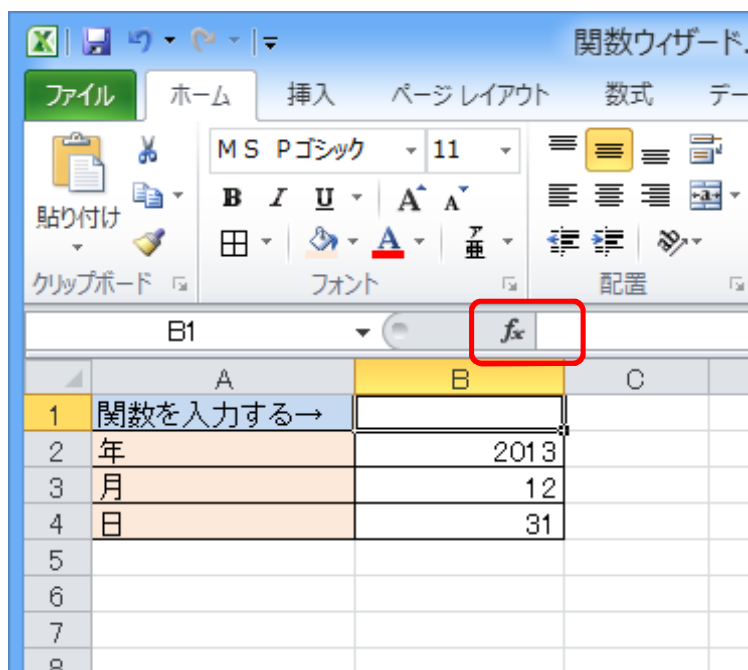 関数ウィザード.
ファイル ホーム 挿入 ページ レイアウト 数式 デー
貼り付け
ＭＳ Ｐゴシック 11
B I U A A ア亜
クリップボード フォント 配置
B1 fx
A B C
1 関数を入力する→
2 年 2013
3 月 12
4 日 31
5
6
7
8